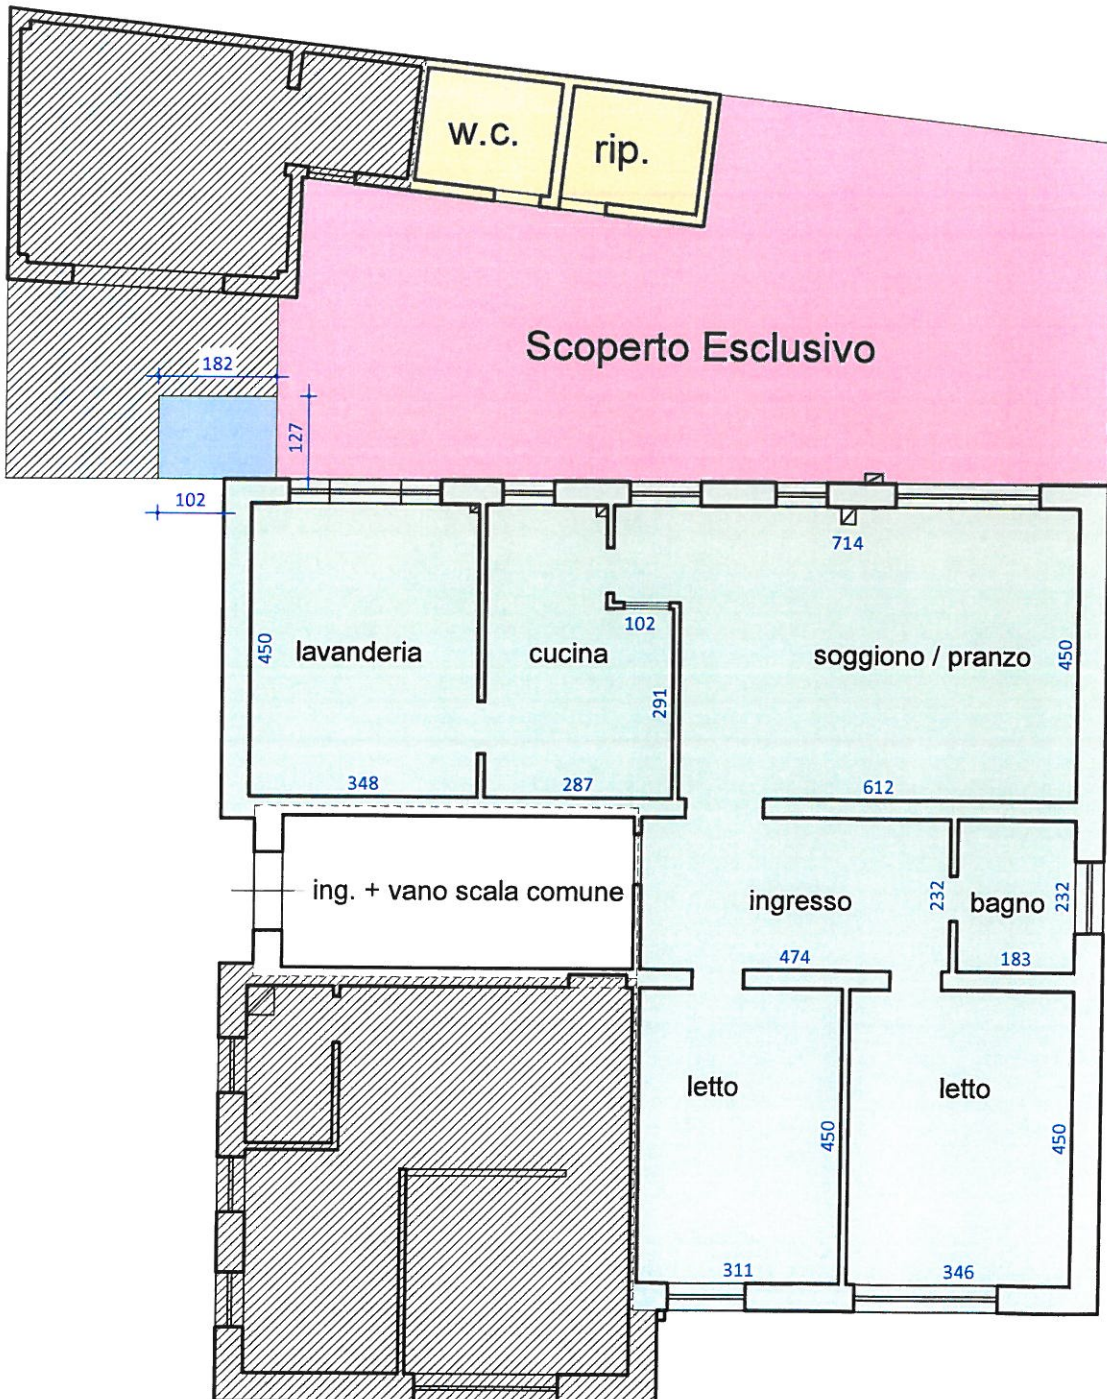 w.c.
rip.
Scoperto Esclusivo
182
127
102
714
450
lavanderia
cucina
102
soggiono / pranzo
450
291
348
287
612
ing. + vano scala comune
ingresso
232
bagno
232
474
183
letto
letto
450
450
311
346